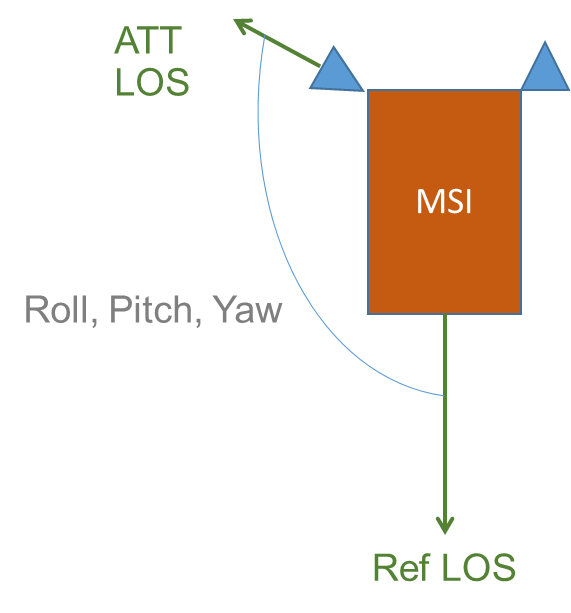 ATT
LOS
MSI
Roll, Pitch, Yaw
Ref LOS